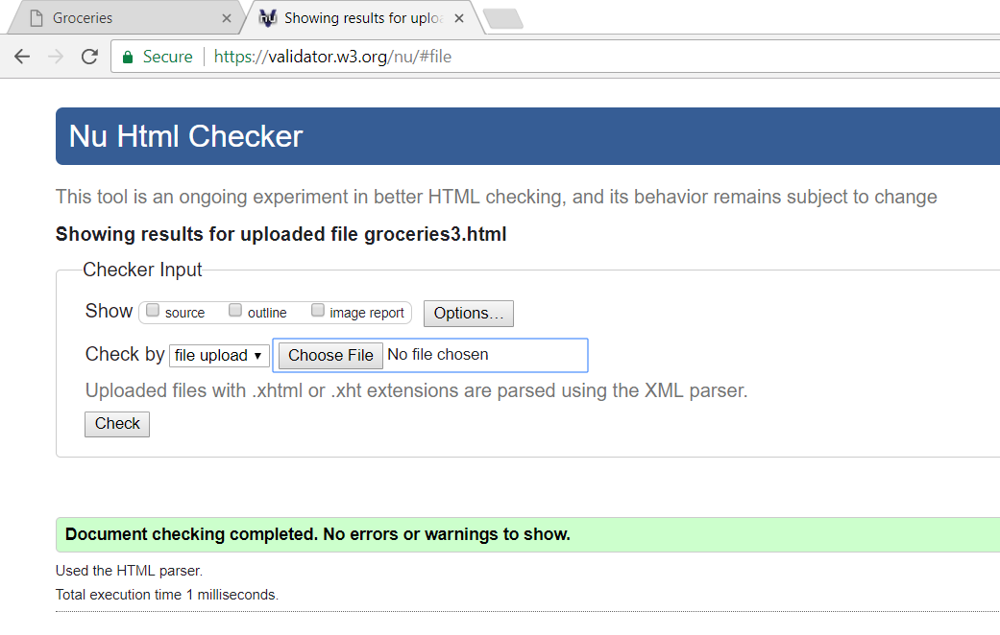 Groceries
Showing results for uploa
Secure https://validator.w3.org/nu/#file
Nu Html Checker
This tool is an ongoing experiment in better HTML checking, and its behavior remains subject to change
Showing results for uploaded file groceries3.html
Checker Input
Show source outline image report Options…
Check by file upload Choose File No file chosen
Uploaded files with .xhtml or .xht extensions are parsed using the XML parser.
Check
Document checking completed. No errors or warnings to show.
Used the HTML parser.
Total execution time 1 milliseconds.